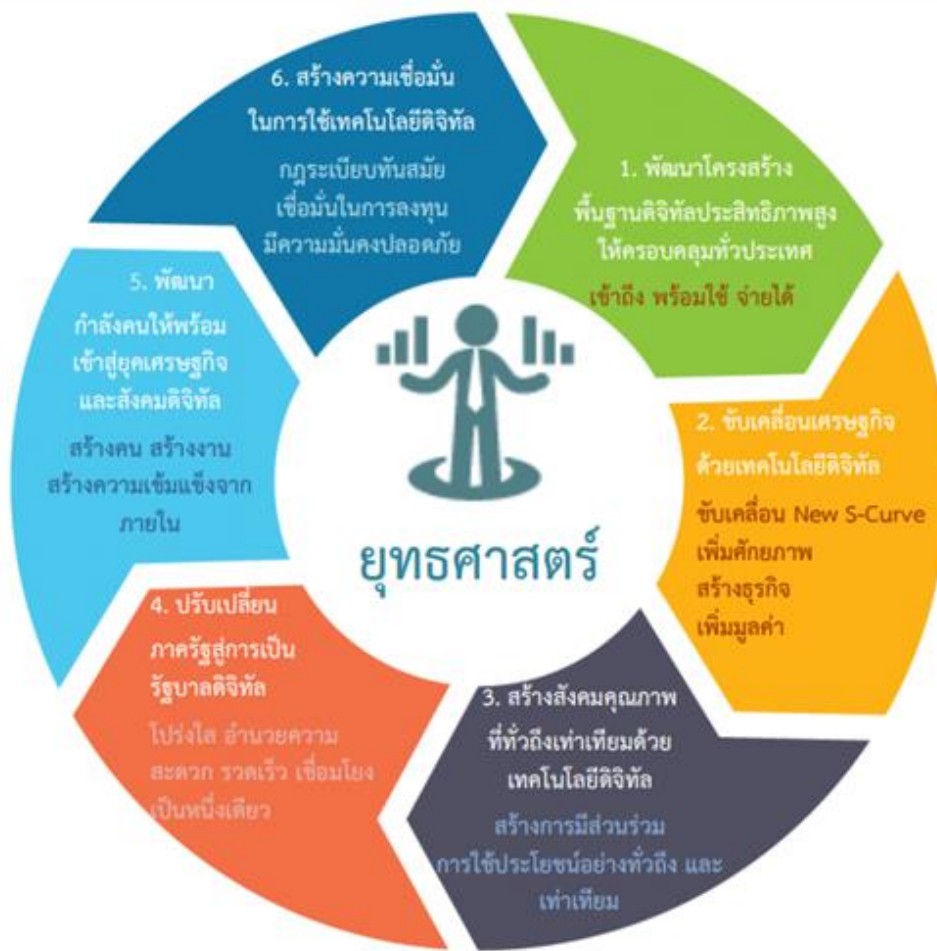 6. สร้างความเชื่อมั่น
ในการใช้เทคโนโลยีดิจิทัล
กฎระเบียบทันสมัย
เชื่อมั่นในการลงทุน
มีความมั่นคงปลอดภัย
1. พัฒนาโครงสร้าง
พื้นฐานดิจิทัลประสิทธิภาพสูง
ให้ครอบคลุมทั่วประเทศ
เข้าถึง พร้อมใช้ จ่ายได้
2. ขับเคลื่อนเศรษฐกิจ
ด้วยเทคโนโลยีดิจิทัล
ขับเคลื่อน New S-Curve
เพิ่มศักยภาพ
สร้างธุรกิจ
เพิ่มมูลค่า
3. สร้างสังคมคุณภาพ
ที่ทั่วถึงเท่าเทียมด้วย
เทคโนโลยีดิจิทัล
สร้างการมีส่วนร่วม
การใช้ประโยชน์อย่างทั่วถึง และ
เท่าเทียม
4. ปรับเปลี่ยน
ภาครัฐสู่การเป็น
รัฐบาลดิจิทัล
โปร่งใส อำนวยความ
สะดวก รวดเร็ว เชื่อมโยง
เป็นหนึ่งเดียว
5. พัฒนา
กำลังคนให้พร้อม
เข้าสู่ยุคเศรษฐกิจ
และสังคมดิจิทัล
สร้างคน สร้างงาน
สร้างความเข้มแข็งจาก
ภายใน
ยุทธศาสตร์